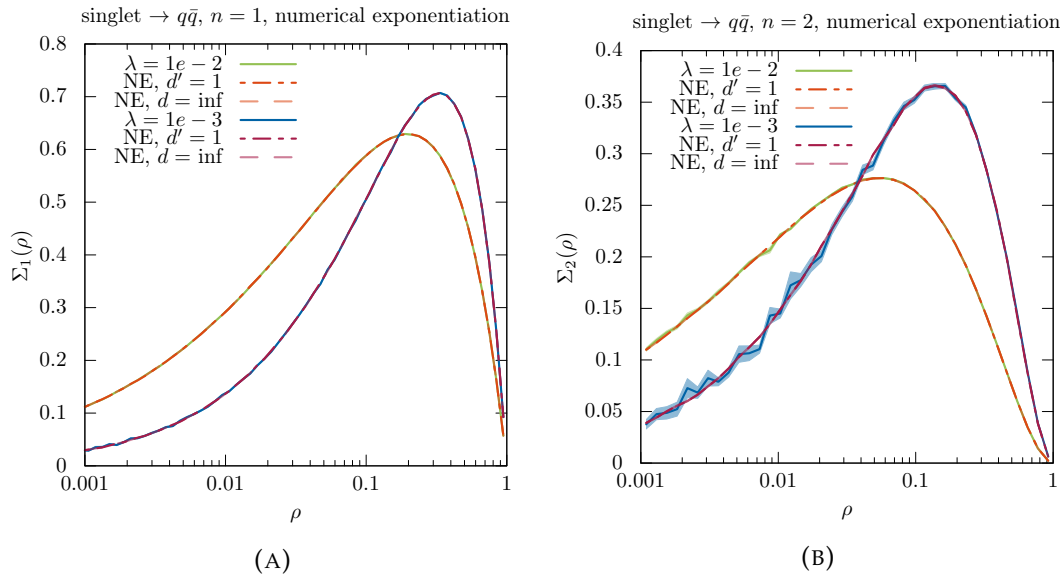 singlet → qq̄, n = 1, numerical exponentiation
0.8
0.7
0.6
0.5
0.4
0.3
0.2
0.1
0
Σ₁(ρ)
λ = 1e − 2
NE, d′ = 1
NE, d = inf
λ = 1e − 3
NE, d′ = 1
NE, d = inf
0.001
0.01
0.1
1
ρ
(A)
singlet → qq̄, n = 2, numerical exponentiation
0.4
0.35
0.3
0.25
0.2
0.15
0.1
0.05
0
Σ₂(ρ)
λ = 1e − 2
NE, d′ = 1
NE, d = inf
λ = 1e − 3
NE, d′ = 1
NE, d = inf
0.001
0.01
0.1
1
ρ
(B)